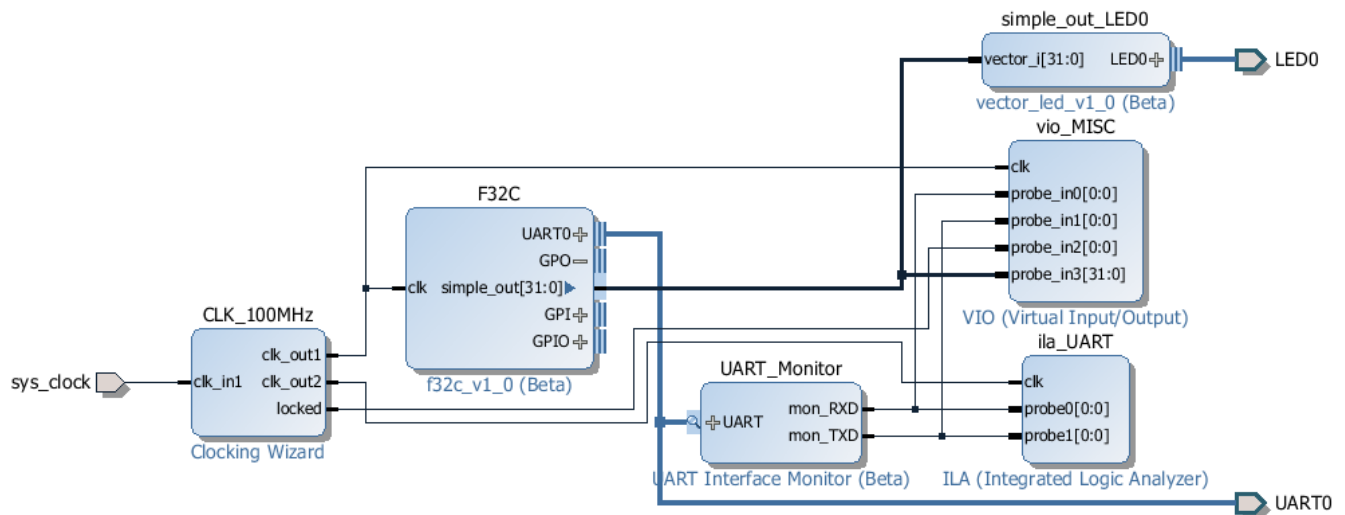 simple_out_LED0
vector_i[31:0] LED0
LED0
vector_led_v1_0 (Beta)
vio_MISC
clk
probe_in0[0:0]
probe_in1[0:0]
probe_in2[0:0]
probe_in3[31:0]
VIO (Virtual Input/Output)
F32C
UART0
GPO
clk simple_out[31:0]
GPI
GPIO
f32c_v1_0 (Beta)
CLK_100MHz
clk_out1
sys_clock
clk_in1 clk_out2
locked
Clocking Wizard
UART_Monitor
mon_RXD
UART
mon_TXD
UART Interface Monitor (Beta)
ila_UART
clk
probe0[0:0]
probe1[0:0]
ILA (Integrated Logic Analyzer)
UART0